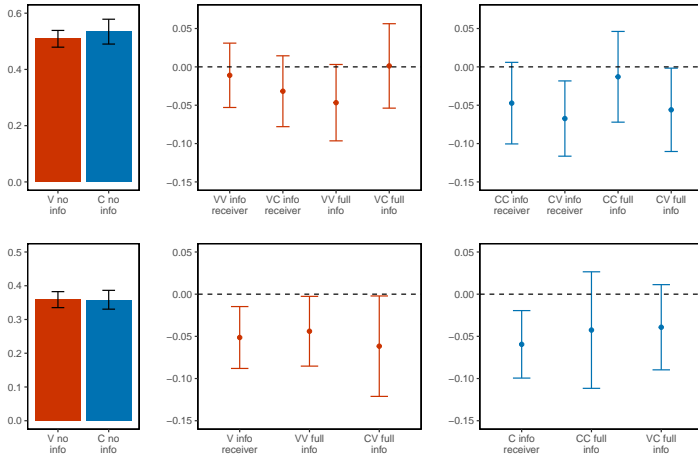 0.6
0.4
0.2
0.0
V no
info
C no
info
0.05
0.00
−0.05
−0.10
−0.15
VV info
receiver
VC info
receiver
VV full
info
VC full
info
0.05
0.00
−0.05
−0.10
−0.15
CC info
receiver
CV info
receiver
CC full
info
CV full
info
0.5
0.4
0.3
0.2
0.1
0.0
V no
info
C no
info
0.05
0.00
−0.05
−0.10
−0.15
V info
receiver
VV full
info
CV full
info
0.05
0.00
−0.05
−0.10
−0.15
C info
receiver
CC full
info
VC full
info